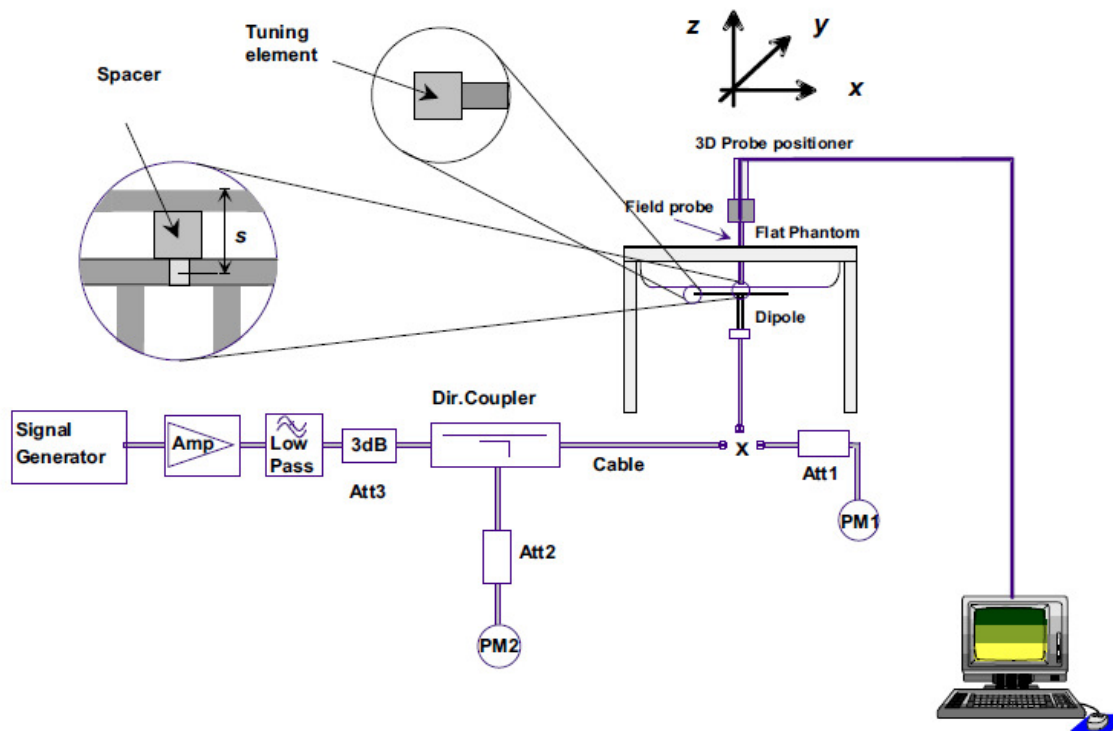 Tuning
element
Spacer
s
z
y
x
3D Probe positioner
Field probe
Flat Phantom
Dipole
Dir.Coupler
Signal
Generator
Amp
Low
Pass
3dB
Att3
Cable
X
Att1
PM1
Att2
PM2